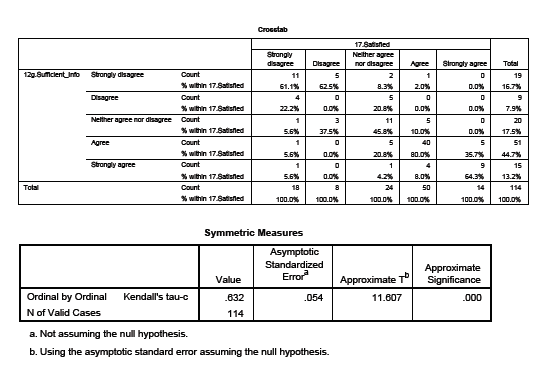 Crosstab
17.Satisfied
Strongly disagree Disagree Neither agree nor disagree Agree Strongly agree Total
12g.Sufficient_Info Strongly disagree Count 11 5 2 1 0 19
% within 17.Satisfied 61.1% 62.5% 8.3% 2.0% 0.0% 16.7%
Disagree Count 4 0 5 0 0 9
% within 17.Satisfied 22.2% 0.0% 20.8% 0.0% 0.0% 7.9%
Neither agree nor disagree Count 1 3 11 5 0 20
% within 17.Satisfied 5.6% 37.5% 45.8% 10.0% 0.0% 17.5%
Agree Count 1 0 5 40 5 51
% within 17.Satisfied 5.6% 0.0% 20.8% 80.0% 35.7% 44.7%
Strongly agree Count 1 0 1 4 9 15
% within 17.Satisfied 5.6% 0.0% 4.2% 8.0% 64.3% 13.2%
Total Count 18 8 24 50 14 114
% within 17.Satisfied 100.0% 100.0% 100.0% 100.0% 100.0% 100.0%
Symmetric Measures
Value Asymptotic Standardized Error^a Approximate T^b Approximate Significance
Ordinal by Ordinal Kendall's tau-c .632 .054 11.607 .000
N of Valid Cases 114
a. Not assuming the null hypothesis.
b. Using the asymptotic standard error assuming the null hypothesis.